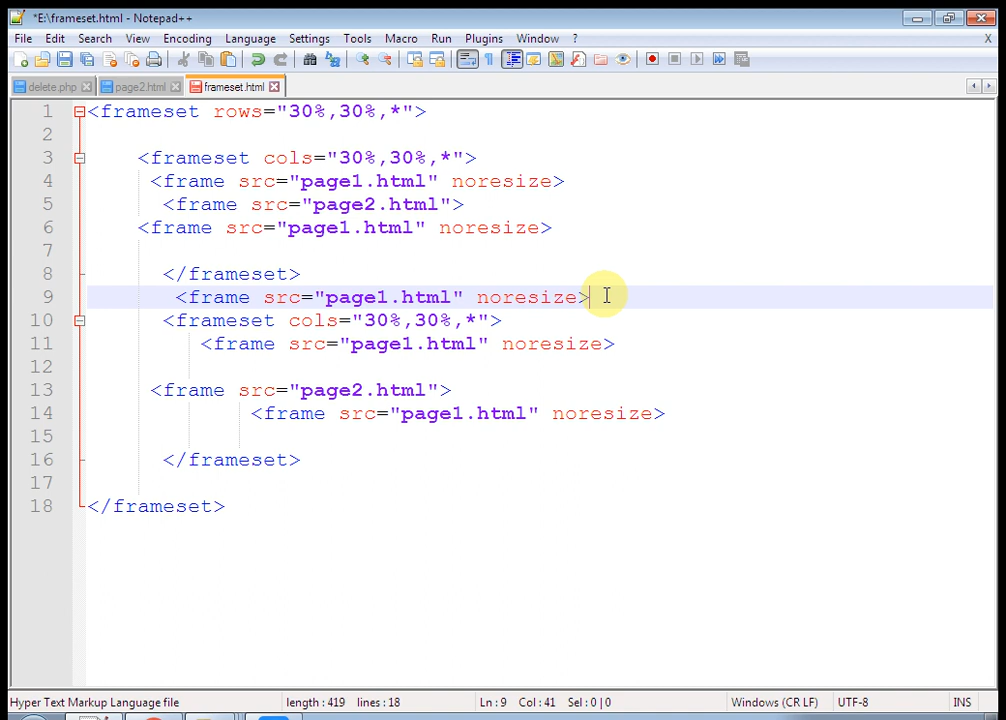 *E:\frameset.html - Notepad++
File Edit Search View Encoding Language Settings Tools Macro Run Plugins Window ? X
delete.php page2.html frameset.html
1 <frameset rows="30%,30%,*">
2
3 <frameset cols="30%,30%,*">
4 <frame src="page1.html" noresize>
5 <frame src="page2.html">
6 <frame src="page1.html" noresize>
7
8 </frameset>
9 <frame src="page1.html" noresize>
10 <frameset cols="30%,30%,*">
11 <frame src="page1.html" noresize>
12
13 <frame src="page2.html">
14 <frame src="page1.html" noresize>
15
16 </frameset>
17
18 </frameset>
Hyper Text Markup Language file length : 419 lines : 18 Ln : 9 Col : 41 Sel : 0 | 0 Windows (CR LF) UTF-8 INS